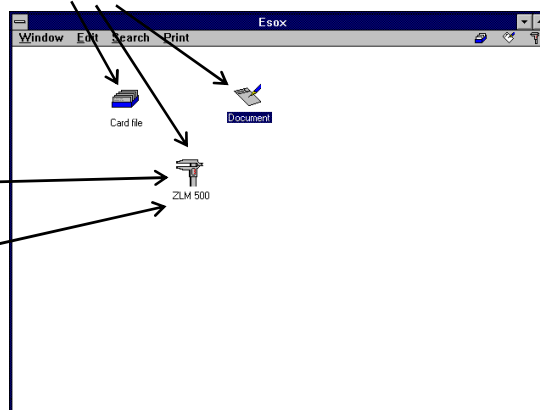 Esox
Window Edit Search Print
Card file
Document
ZLM 500